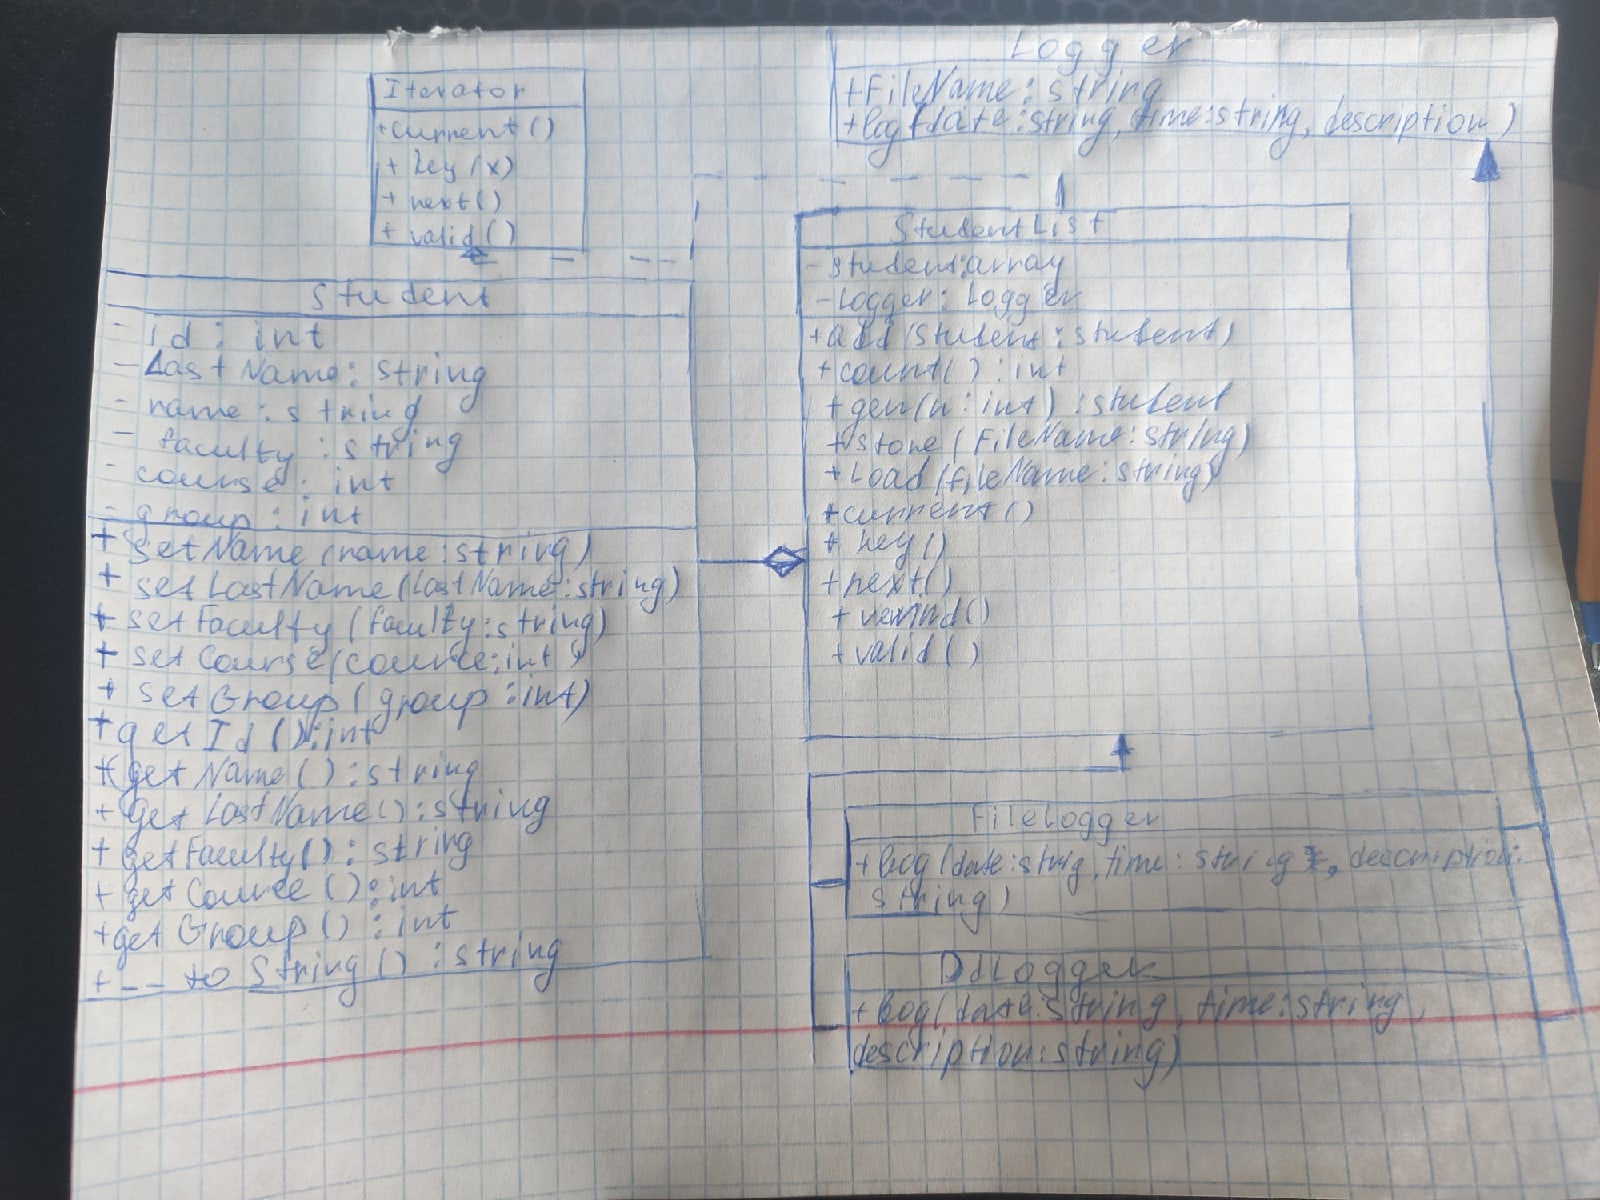 Iterator
+current()
+ key(x)
+ next()
+ valid()
Logger
+FileName: string
+log(date:string, time:string, description)
Student
- id: int
- LastName: string
- name: string
- faculty: string
- course: int
- group: int
+ setName(name:string)
+ setLastName(LastName:string)
+ setFaculty(faculty:string)
+ setCourse(cource:int)
+ setGroup(group:int)
+getId():int
+ getName():string
+ getLastName():string
+ getFaculty(): string
+ getCource():int
+getGroup(): int
+ -- toString(): string
StudentList
- student:array
- Logger: Logger
+add(student:student)
+count():int
+gen(n:int):student
+store(FileName:string)
+Load(fileName:string)
+current()
+ key()
+next()
+ rewind()
+ valid()
FileLogger
+log(date:strig, time: string, description:
string)
DdLogger
+log(date:string, time:string,
description:string)